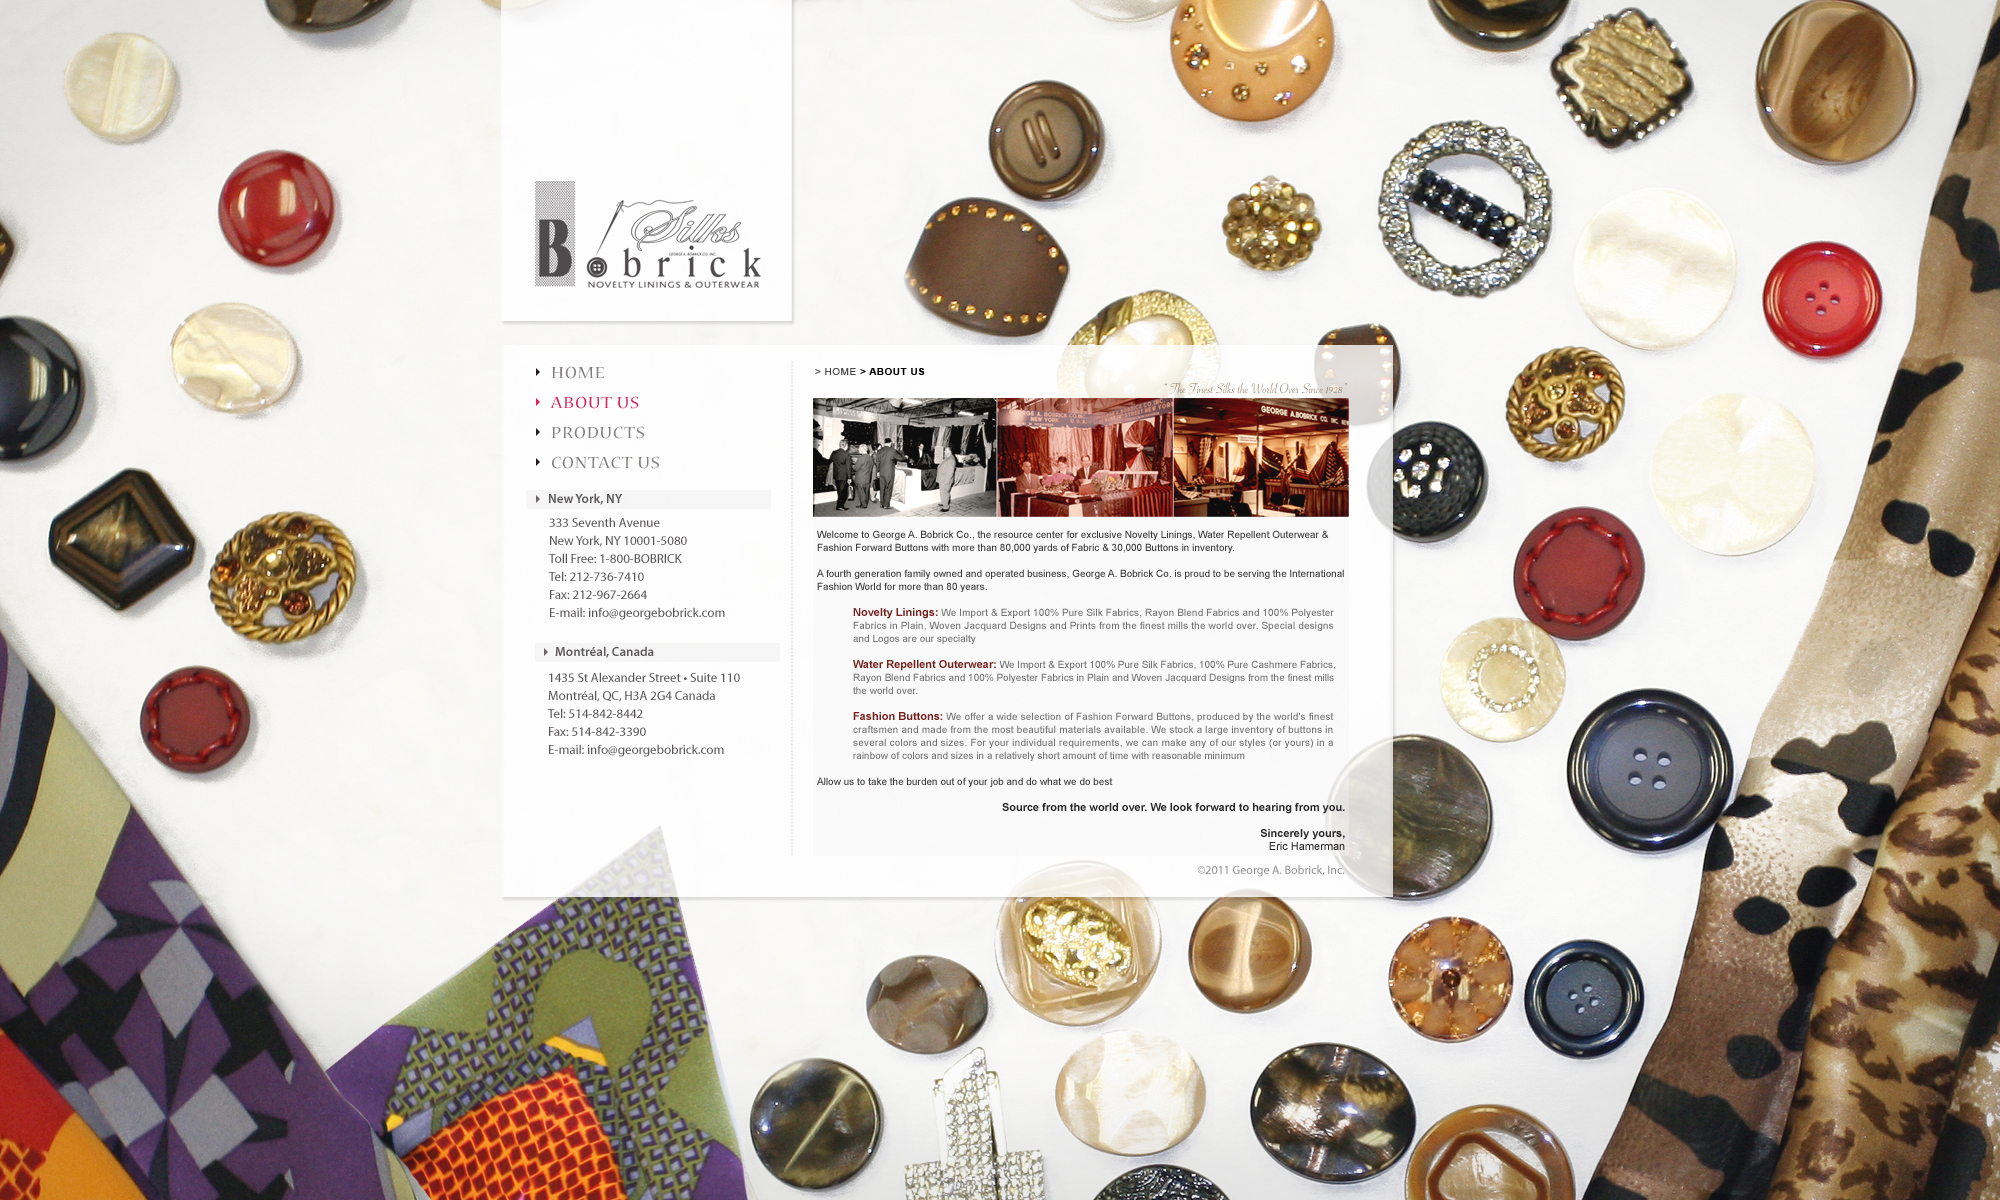 B Silks
GEORGE A. BOBRICK CO. INC.
Bobrick
NOVELTY LININGS & OUTERWEAR
HOME
ABOUT US
PRODUCTS
CONTACT US
New York, NY
333 Seventh Avenue
New York, NY 10001-5080
Toll Free: 1-800-BOBRICK
Tel: 212-736-7410
Fax: 212-967-2664
E-mail: info@georgebobrick.com
Montréal, Canada
1435 St Alexander Street • Suite 110
Montréal, QC, H3A 2G4 Canada
Tel: 514-842-8442
Fax: 514-842-3390
E-mail: info@georgebobrick.com
> HOME > ABOUT US
" The Finest Silks the World Over Since 1928"
GEORGE A.BOBRICK CO. INC.
Welcome to George A. Bobrick Co., the resource center for exclusive Novelty Linings, Water Repellent Outerwear &
Fashion Forward Buttons with more than 80,000 yards of Fabric & 30,000 Buttons in inventory.
A fourth generation family owned and operated business, George A. Bobrick Co. is proud to be serving the International
Fashion World for more than 80 years.
Novelty Linings: We Import & Export 100% Pure Silk Fabrics, Rayon Blend Fabrics and 100% Polyester
Fabrics in Plain, Woven Jacquard Designs and Prints from the finest mills the world over. Special designs
and Logos are our specialty
Water Repellent Outerwear: We Import & Export 100% Pure Silk Fabrics, 100% Pure Cashmere Fabrics,
Rayon Blend Fabrics and 100% Polyester Fabrics in Plain and Woven Jacquard Designs from the finest mills
the world over.
Fashion Buttons: We offer a wide selection of Fashion Forward Buttons, produced by the world's finest
craftsmen and made from the most beautiful materials available. We stock a large inventory of buttons in
several colors and sizes. For your individual requirements, we can make any of our styles (or yours) in a
rainbow of colors and sizes in a relatively short amount of time with reasonable minimum
Allow us to take the burden out of your job and do what we do best
Source from the world over. We look forward to hearing from you.
Sincerely yours,
Eric Hamerman
©2011 George A. Bobrick, Inc.